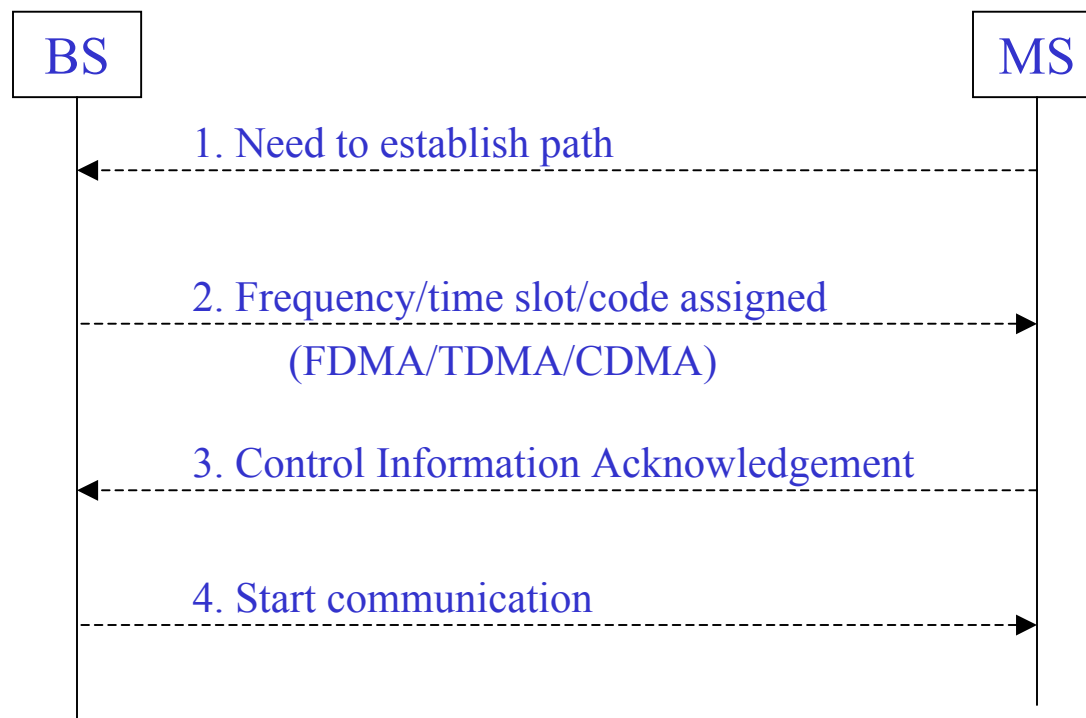 BS
MS
1. Need to establish path
2. Frequency/time slot/code assigned
(FDMA/TDMA/CDMA)
3. Control Information Acknowledgement
4. Start communication